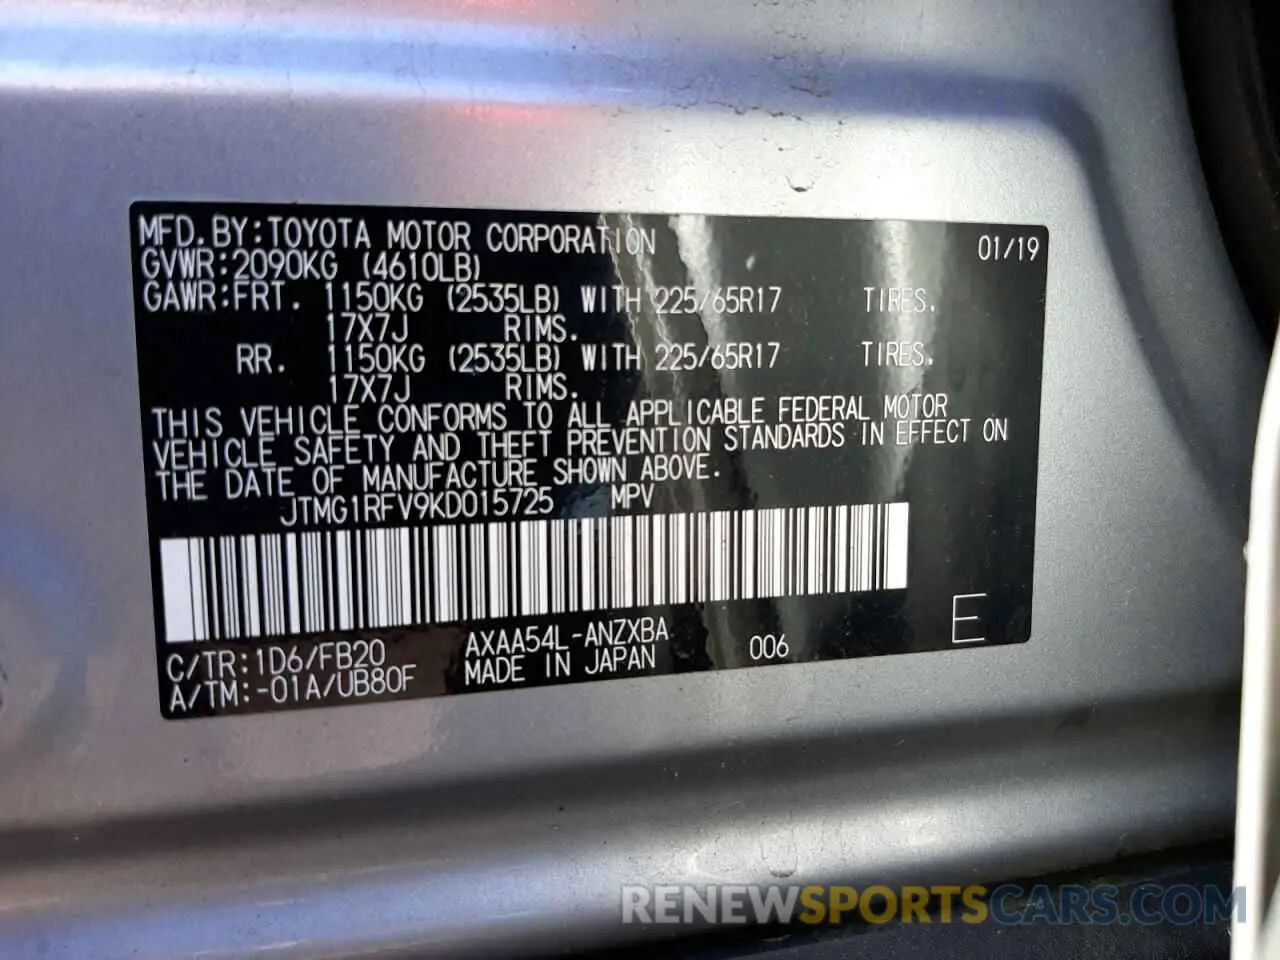 MFD. BY: TOYOTA MOTOR CORPORATION 01/19
GVWR: 2090KG (4610LB)
GAWR: FRT. 1150KG (2535LB) WITH 225/65R17 TIRES.
17X7J RIMS.
RR. 1150KG (2535LB) WITH 225/65R17 TIRES.
17X7J RIMS.
THIS VEHICLE CONFORMS TO ALL APPLICABLE FEDERAL MOTOR
VEHICLE SAFETY AND THEFT PREVENTION STANDARDS IN EFFECT ON
THE DATE OF MANUFACTURE SHOWN ABOVE.
JTMG1RFV9KD015725 MPV
C/TR: 1D6/FB20 AXAA54L-ANZXBA 006 E
A/TM: -01A/UB80F MADE IN JAPAN
RENEWSPORTSCARS.COM